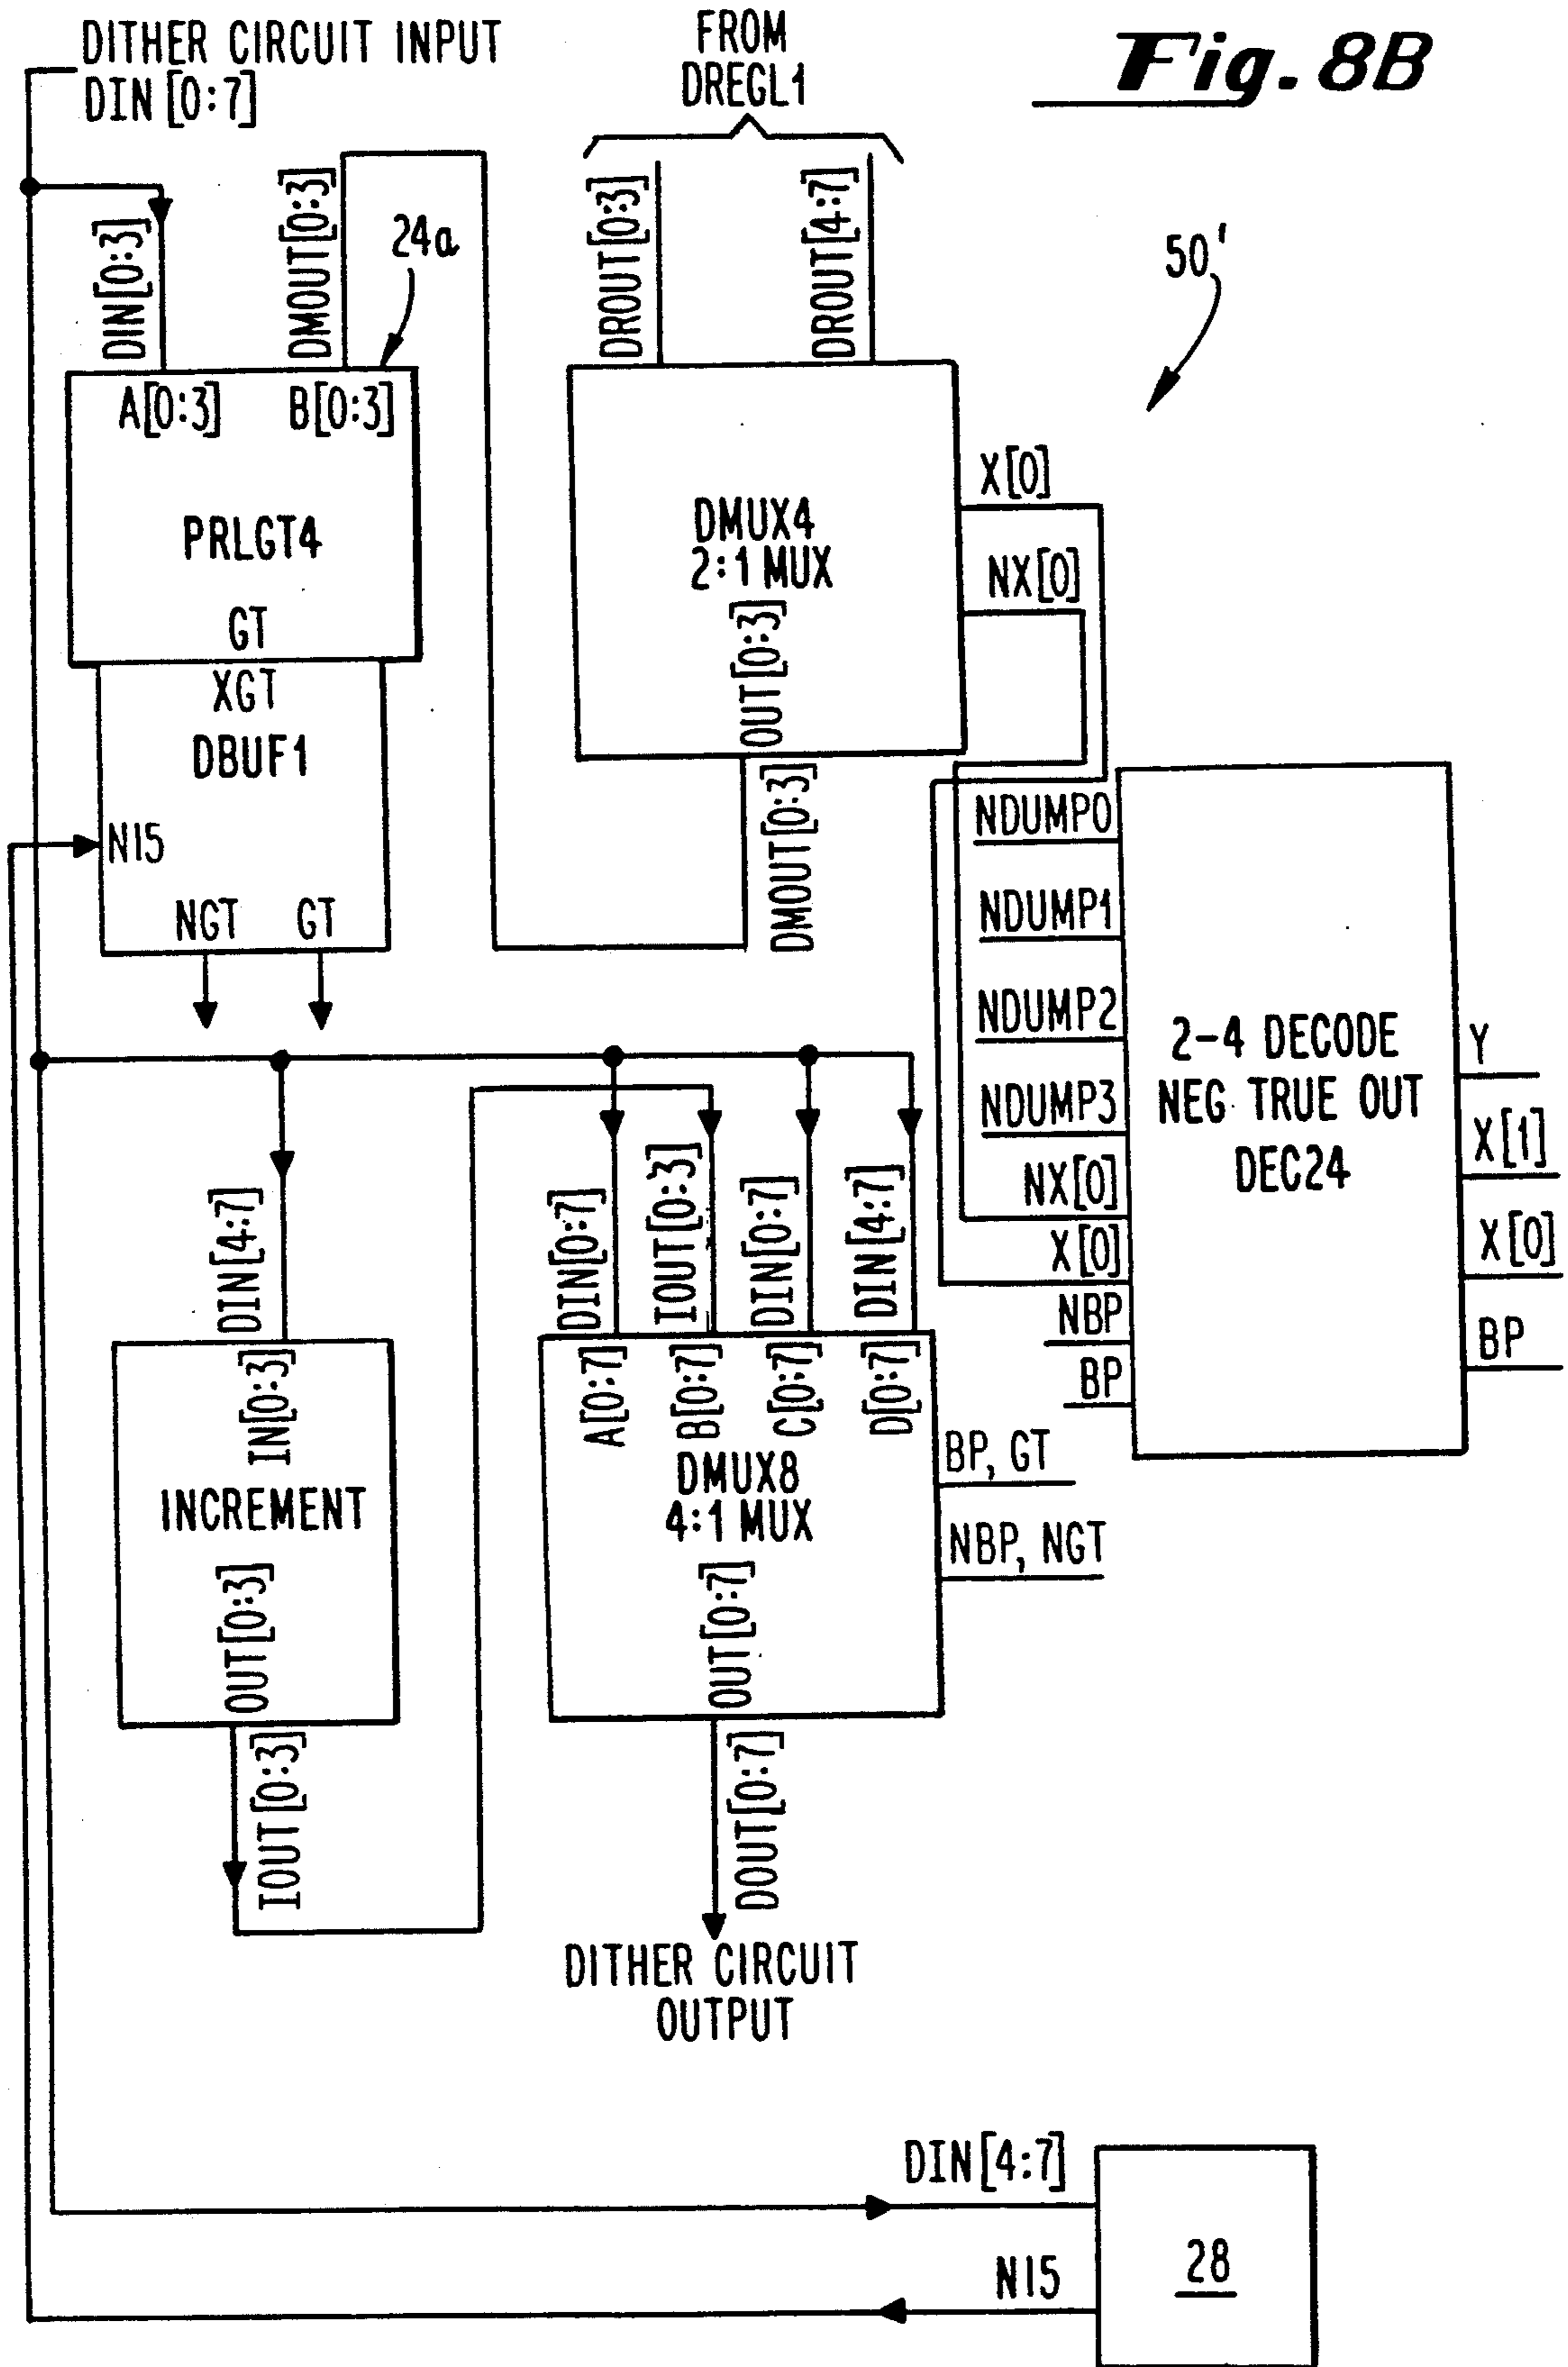 Fig. 8B
DITHER CIRCUIT INPUT
DIN [0:7]
FROM
DREGL1
DIN[0:3]
DMOUT[0:3]
24a
DROUT[0:3]
DROUT[4:7]
50'
A[0:3]
B[0:3]
PRLGT4
GT
XGT
DBUF1
N15
NGT
GT
DMUX4
2:1 MUX
OUT[0:3]
X[0]
NX[0]
DMOUT[0:3]
NDUMP0
NDUMP1
NDUMP2
NDUMP3
NX[0]
X[0]
NBP
BP
2-4 DECODE
NEG TRUE OUT
DEC24
Y
X[1]
X[0]
BP
DIN[4:7]
IN[0:3]
INCREMENT
OUT[0:3]
IOUT[0:3]
DIN[0:7]
IOUT[0:3]
DIN[0:7]
DIN[4:7]
A[0:7]
B[0:7]
C[0:7]
D[0:7]
DMUX8
4:1 MUX
OUT[0:7]
BP, GT
NBP, NGT
DOUT[0:7]
DITHER CIRCUIT
OUTPUT
DIN[4:7]
N15
28